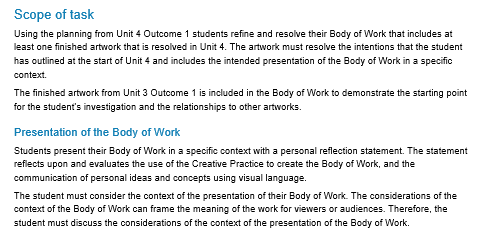 Scope of task
Using the planning from Unit 4 Outcome 1 students refine and resolve their Body of Work that includes at
least one finished artwork that is resolved in Unit 4. The artwork must resolve the intentions that the student
has outlined at the start of Unit 4 and includes the intended presentation of the Body of Work in a specific
context.
The finished artwork from Unit 3 Outcome 1 is included in the Body of Work to demonstrate the starting point
for the student's investigation and the relationships to other artworks.
Presentation of the Body of Work
Students present their Body of Work in a specific context with a personal reflection statement. The statement
reflects upon and evaluates the use of the Creative Practice to create the Body of Work, and the
communication of personal ideas and concepts using visual language.
The student must consider the context of the presentation of their Body of Work. The considerations of the
context of the Body of Work can frame the meaning of the work for viewers or audiences. Therefore, the
student must discuss the considerations of the context of the presentation of the Body of Work.